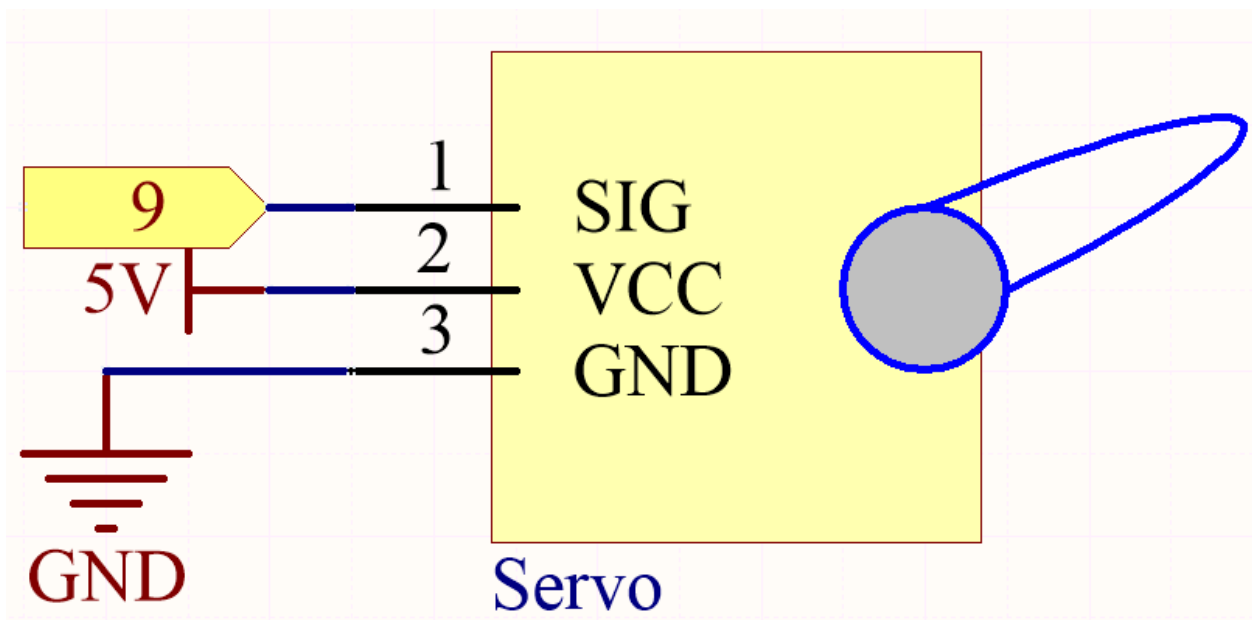 1
9 SIG
2
5V VCC
3
GND
GND
Servo